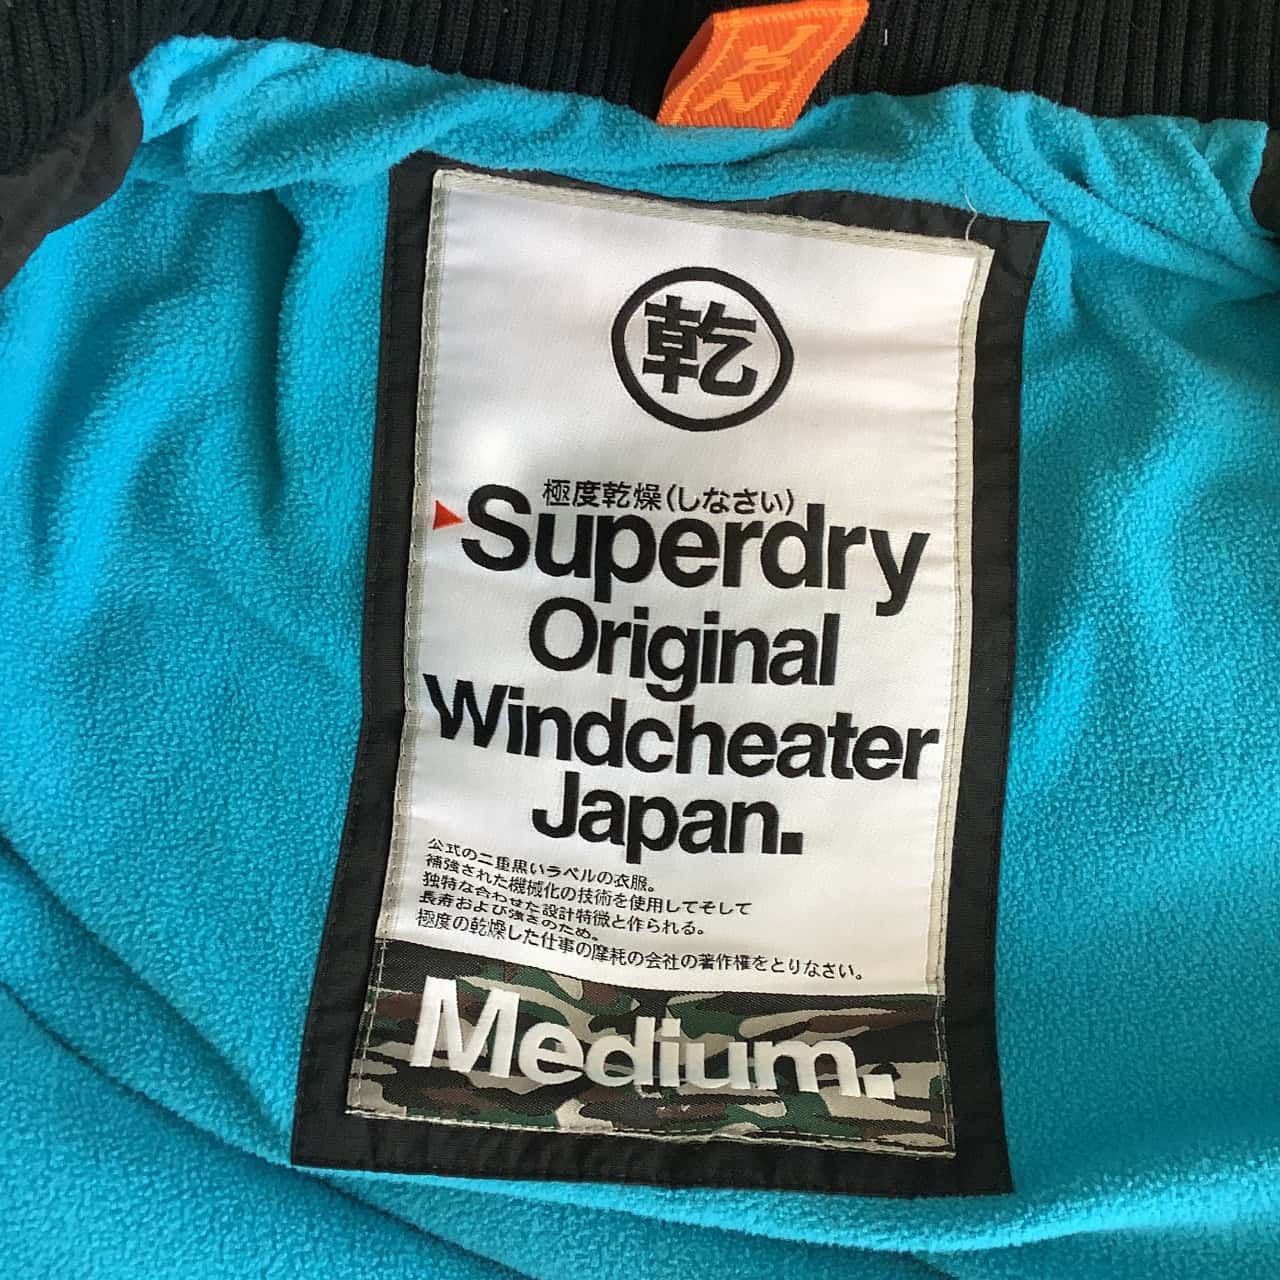 乾
極度乾燥(しなさい)
Superdry
Original
Windcheater
Japan.
公式の二重黒いラベルの衣服。
補強された機械化の技術を使用してそして
独特な合わせた設計特徴と作られる。
長寿および強さのため。
極度の乾燥した仕事の摩耗の会社の著作権をとりなさい。
Medium.